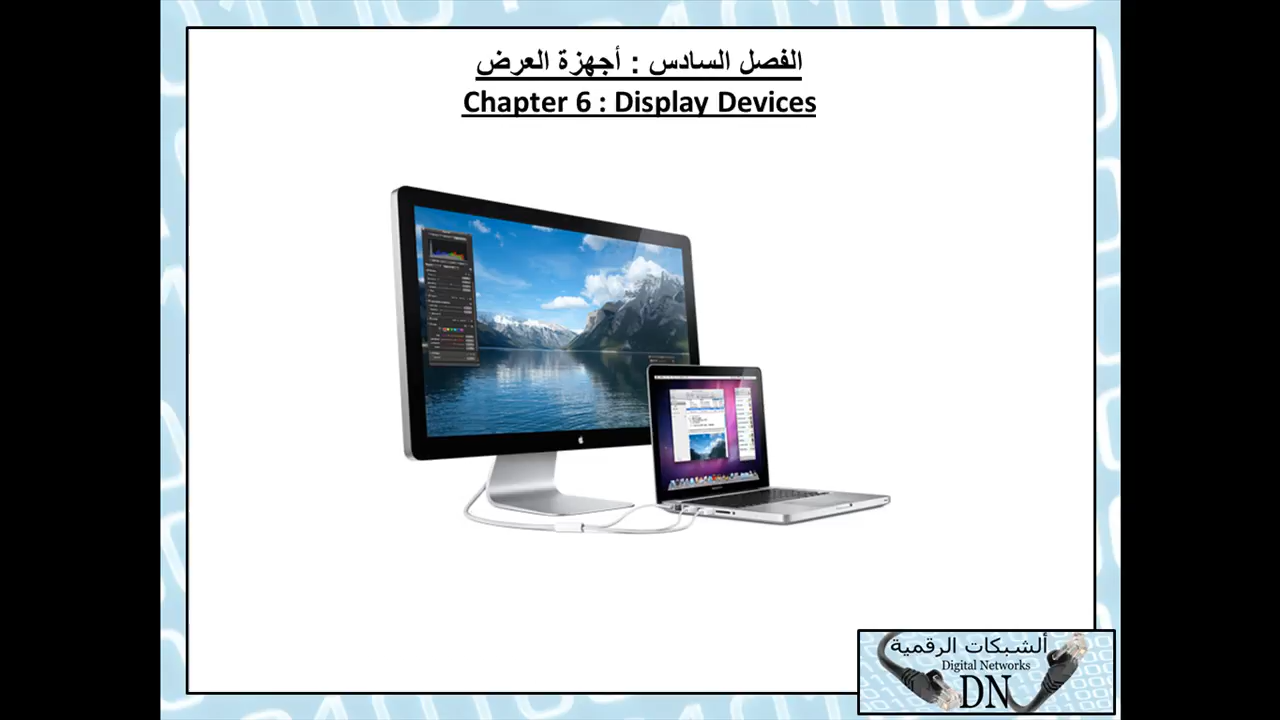 الفصل السادس : أجهزة العرض
Chapter 6 : Display Devices
ألشبكات الرقمية
Digital Networks
DN